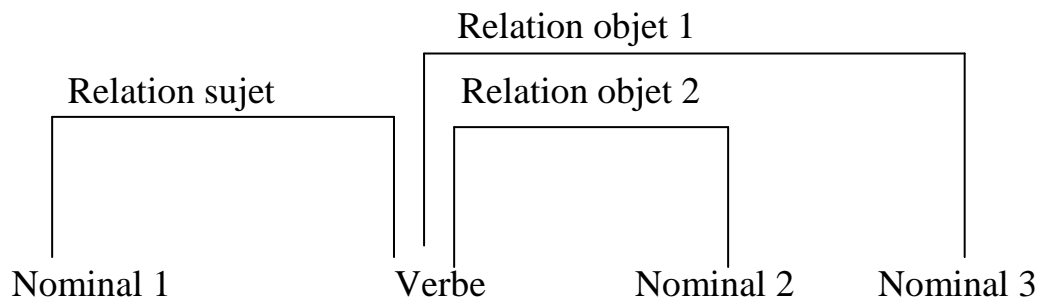 Relation objet 1
Relation sujet Relation objet 2
Nominal 1 Verbe Nominal 2 Nominal 3